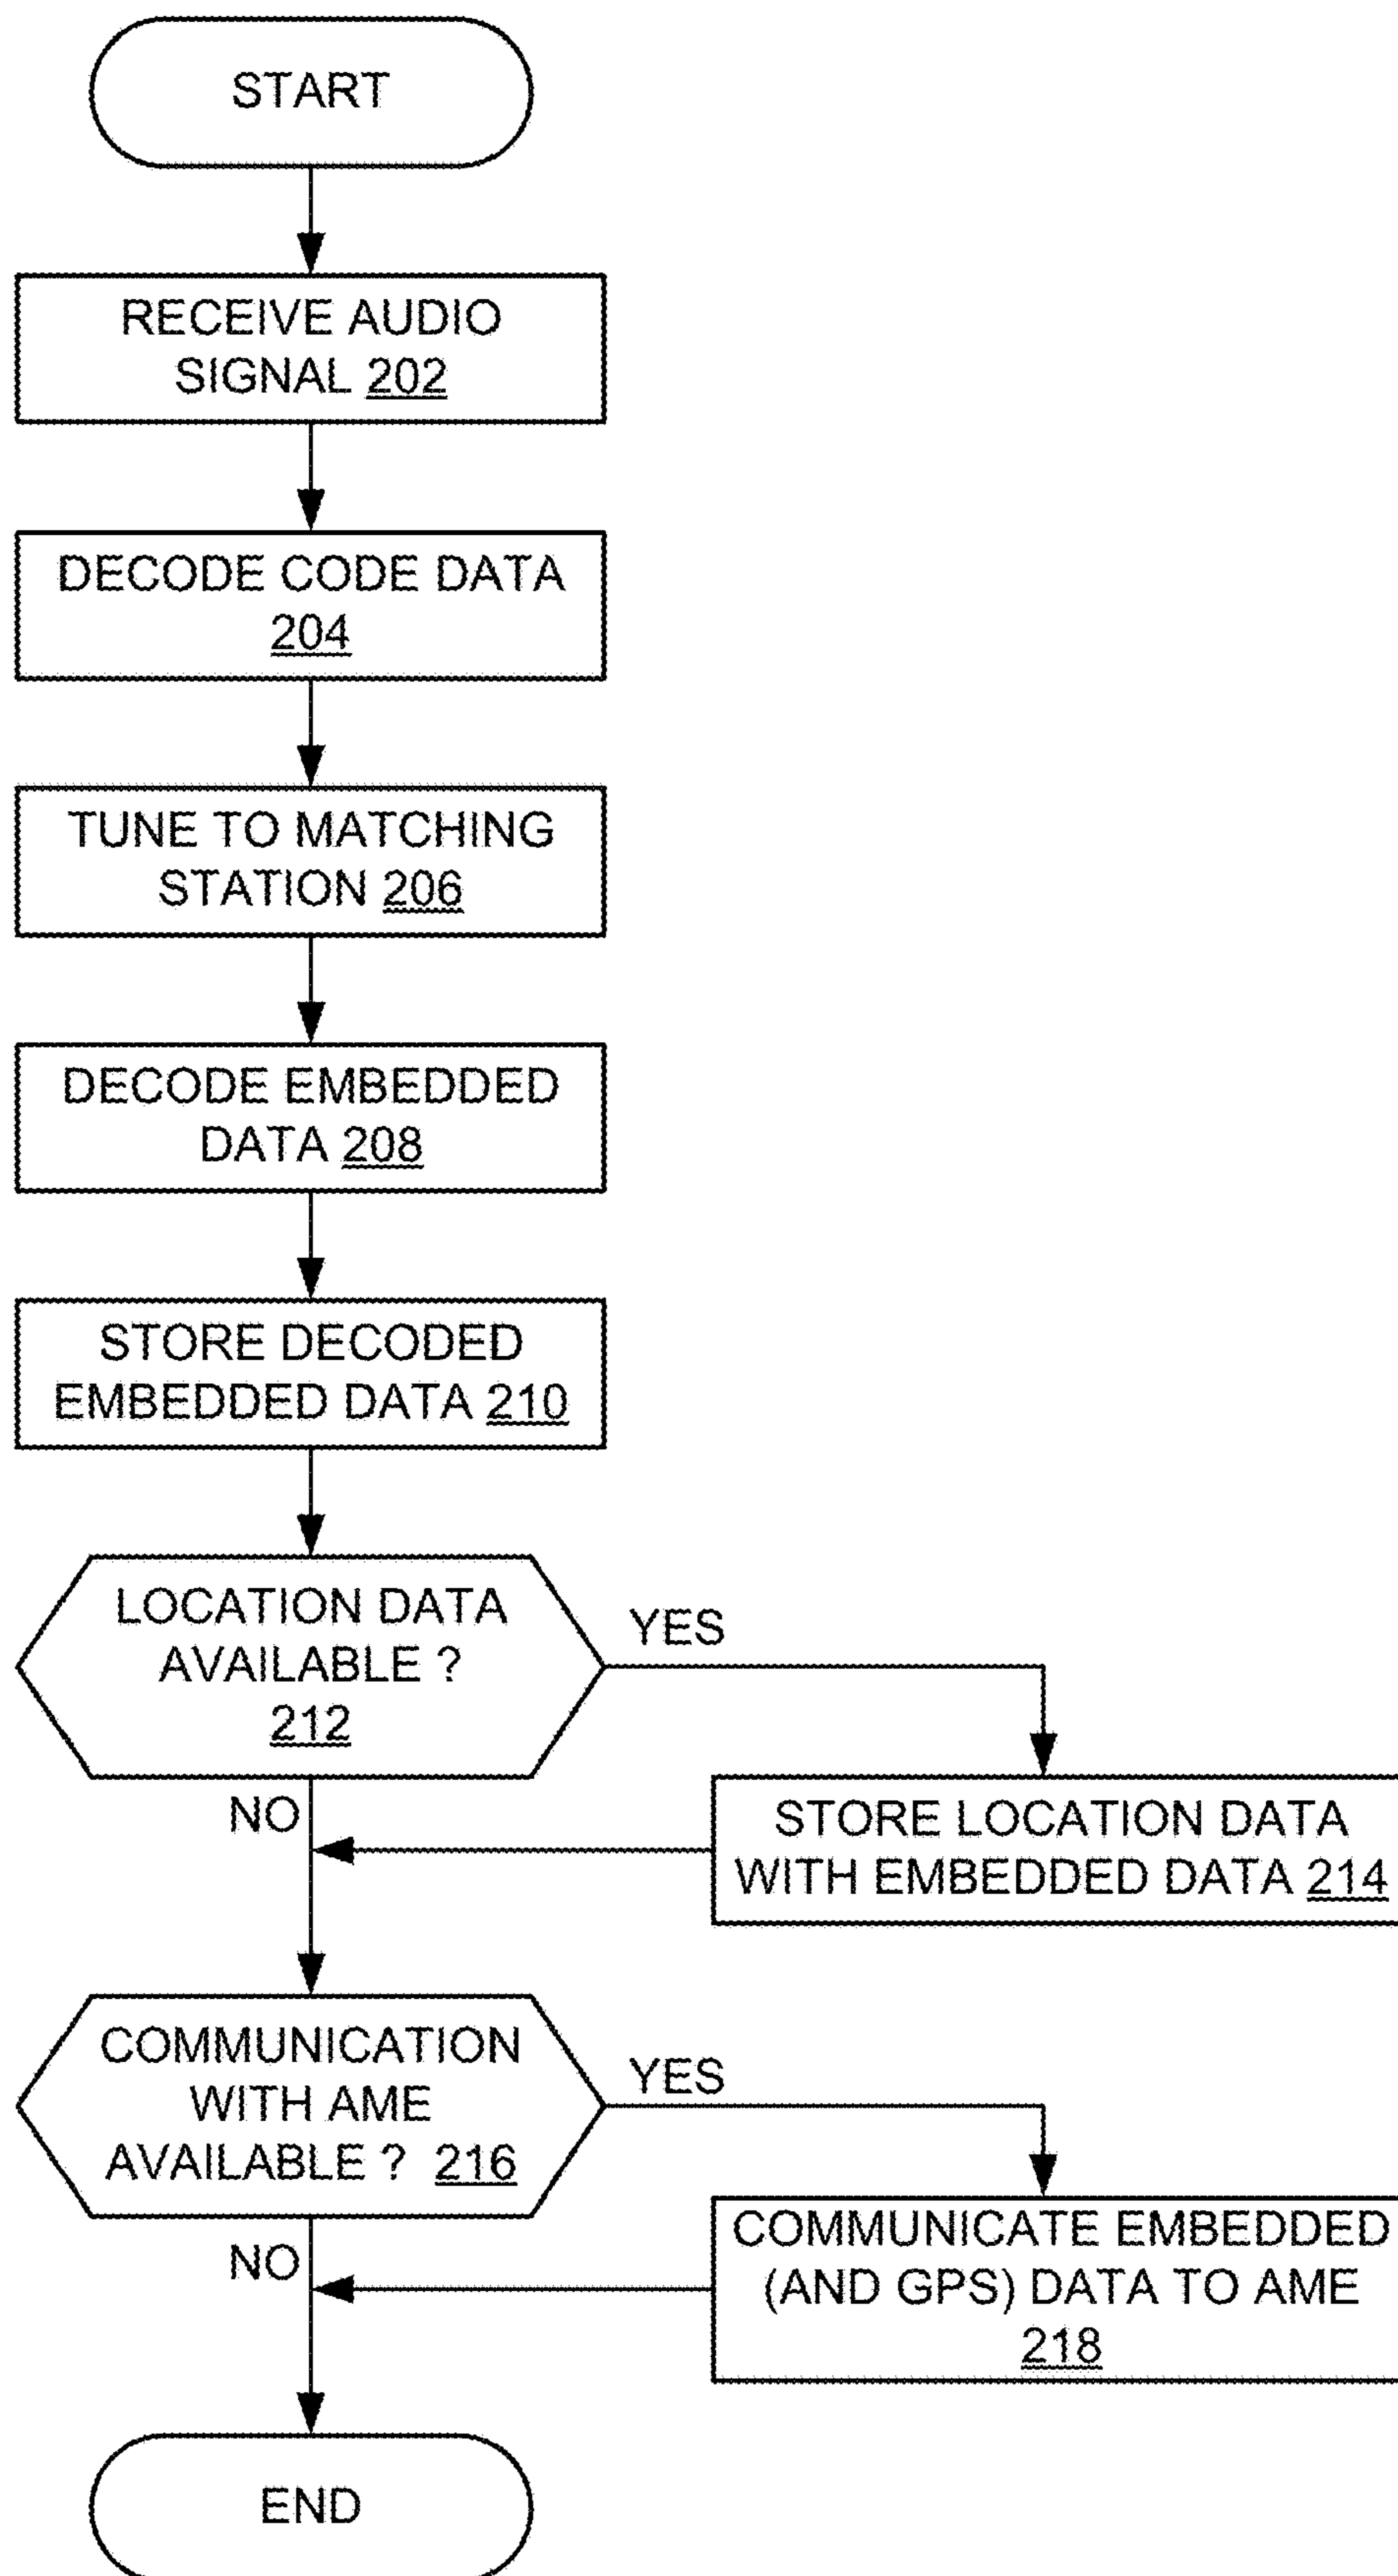 START
RECEIVE AUDIO
SIGNAL 202
DECODE CODE DATA
204
TUNE TO MATCHING
STATION 206
DECODE EMBEDDED
DATA 208
STORE DECODED
EMBEDDED DATA 210
LOCATION DATA
AVAILABLE ?
212
YES
NO
STORE LOCATION DATA
WITH EMBEDDED DATA 214
COMMUNICATION
WITH AME
AVAILABLE ? 216
YES
NO
COMMUNICATE EMBEDDED
(AND GPS) DATA TO AME
218
END